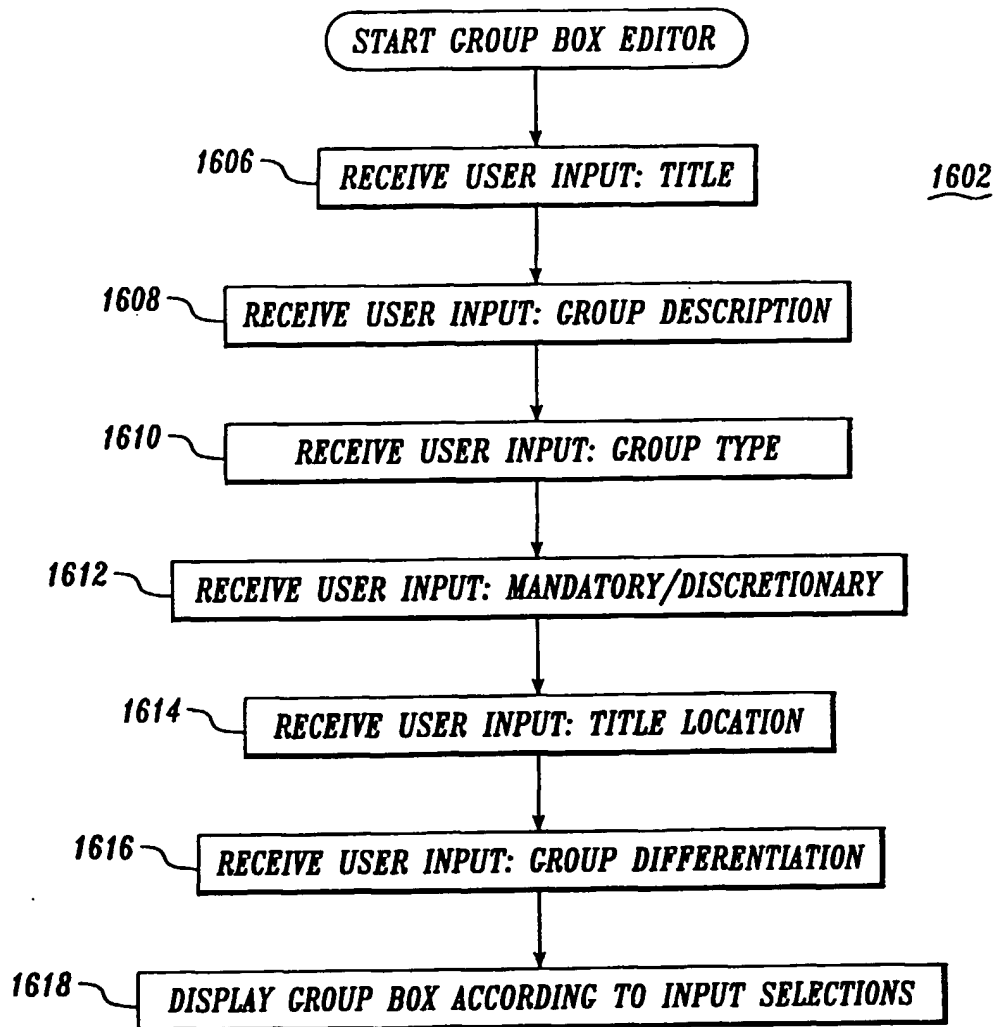 START GROUP BOX EDITOR
1606
RECEIVE USER INPUT: TITLE
1602
1608
RECEIVE USER INPUT: GROUP DESCRIPTION
1610
RECEIVE USER INPUT: GROUP TYPE
1612
RECEIVE USER INPUT: MANDATORY/DISCRETIONARY
1614
RECEIVE USER INPUT: TITLE LOCATION
1616
RECEIVE USER INPUT: GROUP DIFFERENTIATION
1618
DISPLAY GROUP BOX ACCORDING TO INPUT SELECTIONS